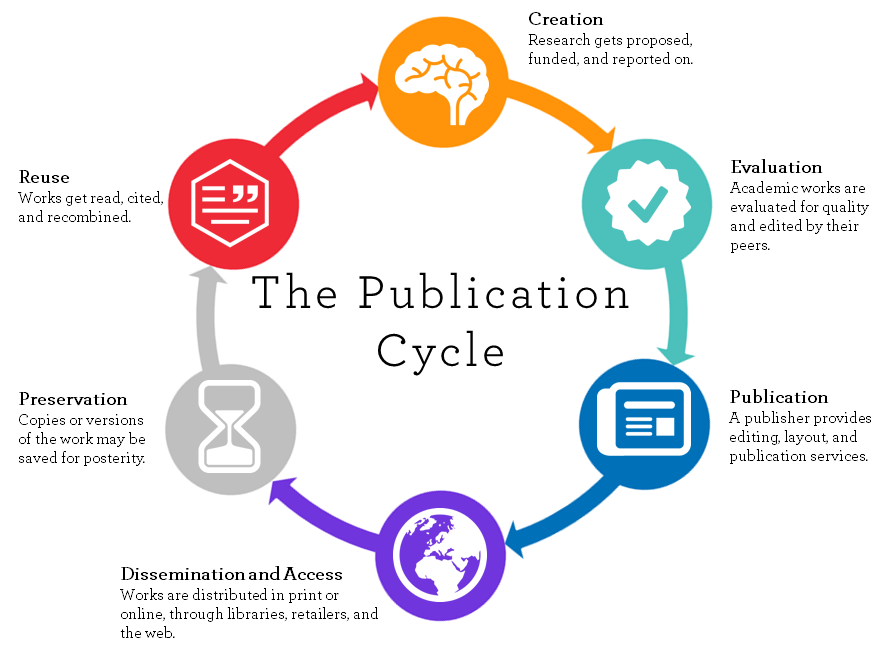 Creation
Research gets proposed,
funded, and reported on.
Evaluation
Academic works are
evaluated for quality
and edited by their
peers.
Publication
A publisher provides
editing, layout, and
publication services.
Dissemination and Access
Works are distributed in print or
online, through libraries, retailers, and
the web.
Preservation
Copies or versions
of the work may be
saved for posterity.
Reuse
Works get read, cited,
and recombined.
The Publication
Cycle